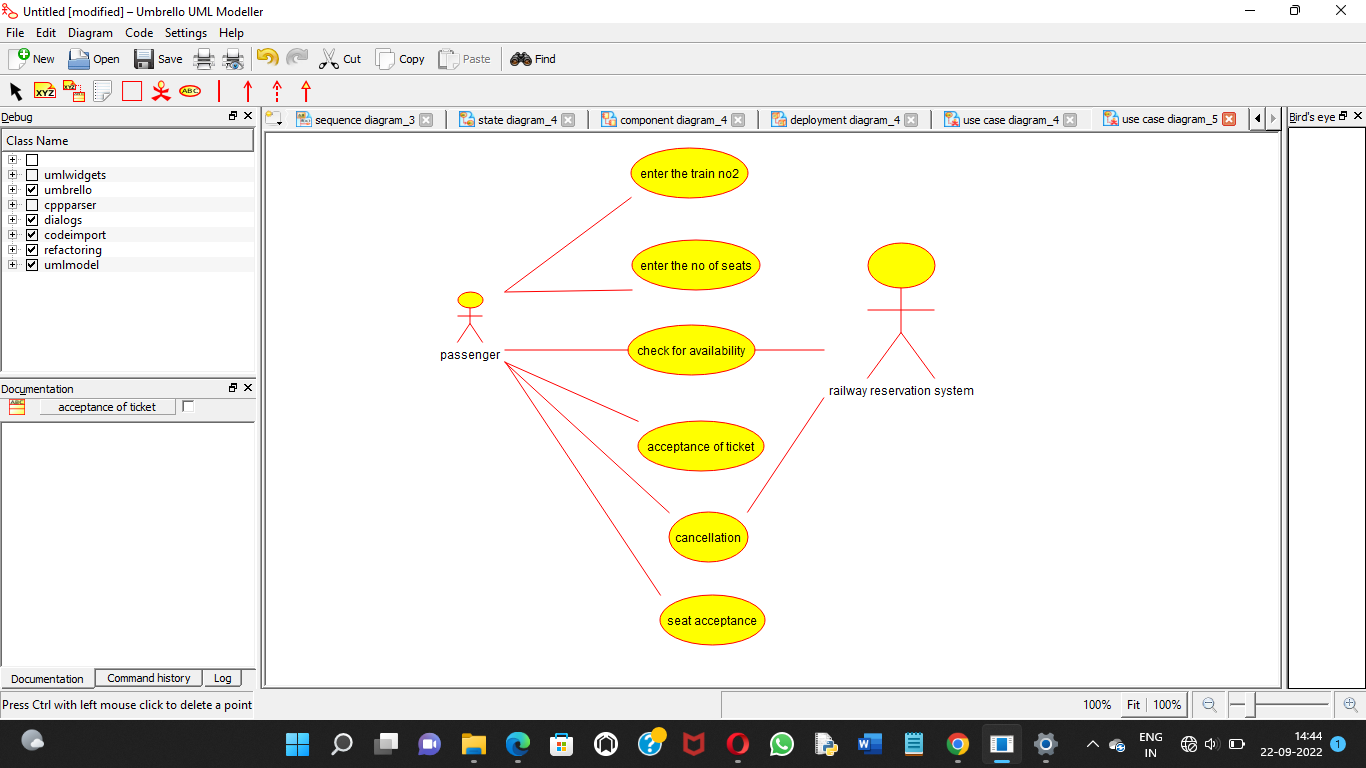 Untitled [modified] – Umbrello UML Modeller
File Edit Diagram Code Settings Help
New Open Save Cut Copy Paste Find
XYZ XYZ ABC
Debug
Class Name
umlwidgets
umbrello
cppparser
dialogs
codeimport
refactoring
umlmodel
Documentation
acceptance of ticket
Documentation Command history Log
sequence diagram_3 state diagram_4 component diagram_4 deployment diagram_4 use case diagram_4 use case diagram_5
Bird's eye
enter the train no2
enter the no of seats
passenger
check for availability
railway reservation system
acceptance of ticket
cancellation
seat acceptance
Press Ctrl with left mouse click to delete a point
100% Fit 100%
ENG
IN
14:44
22-09-2022
1